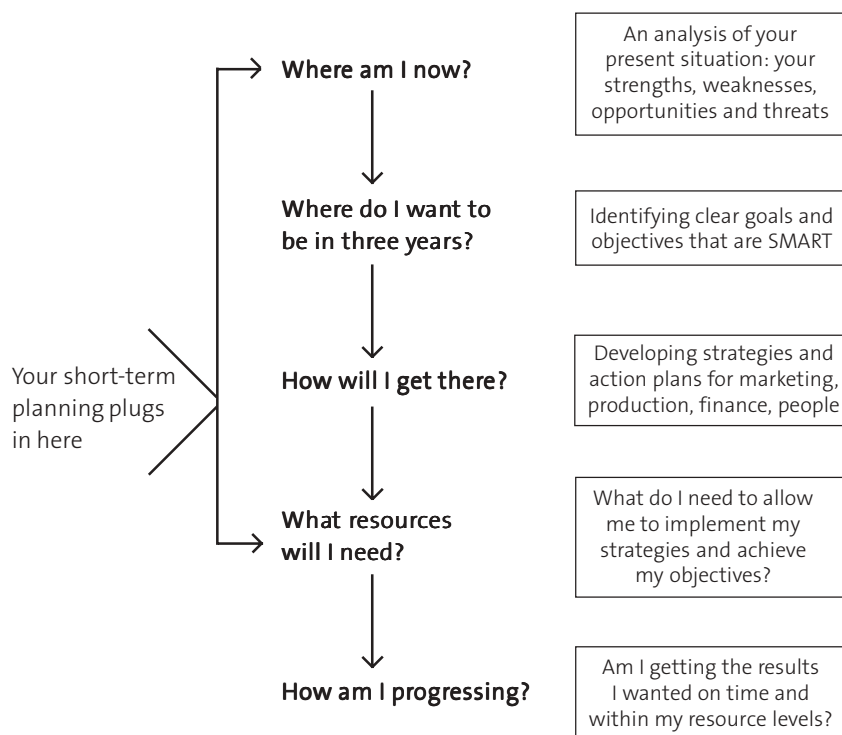 Where am I now?
An analysis of your
present situation: your
strengths, weaknesses,
opportunities and threats
Where do I want to
be in three years?
Identifying clear goals and
objectives that are SMART
Your short-term
planning plugs
in here
How will I get there?
Developing strategies and
action plans for marketing,
production, finance, people
What resources
will I need?
What do I need to allow
me to implement my
strategies and achieve
my objectives?
How am I progressing?
Am I getting the results
I wanted on time and
within my resource levels?